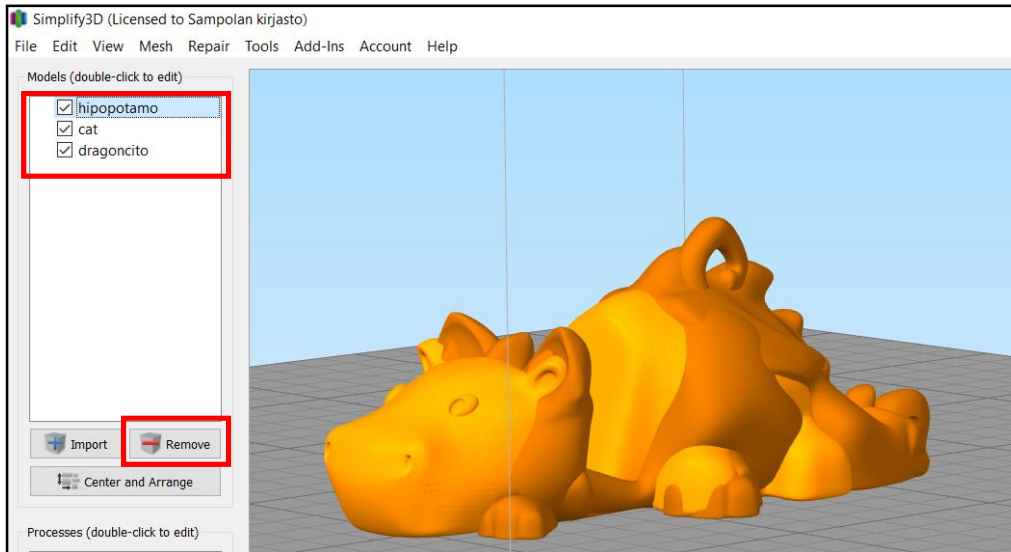 Simplify3D (Licensed to Sampolan kirjasto)
File Edit View Mesh Repair Tools Add-Ins Account Help
Models (double-click to edit)
hipopotamo
cat
dragoncito
Import Remove
Center and Arrange
Processes (double-click to edit)